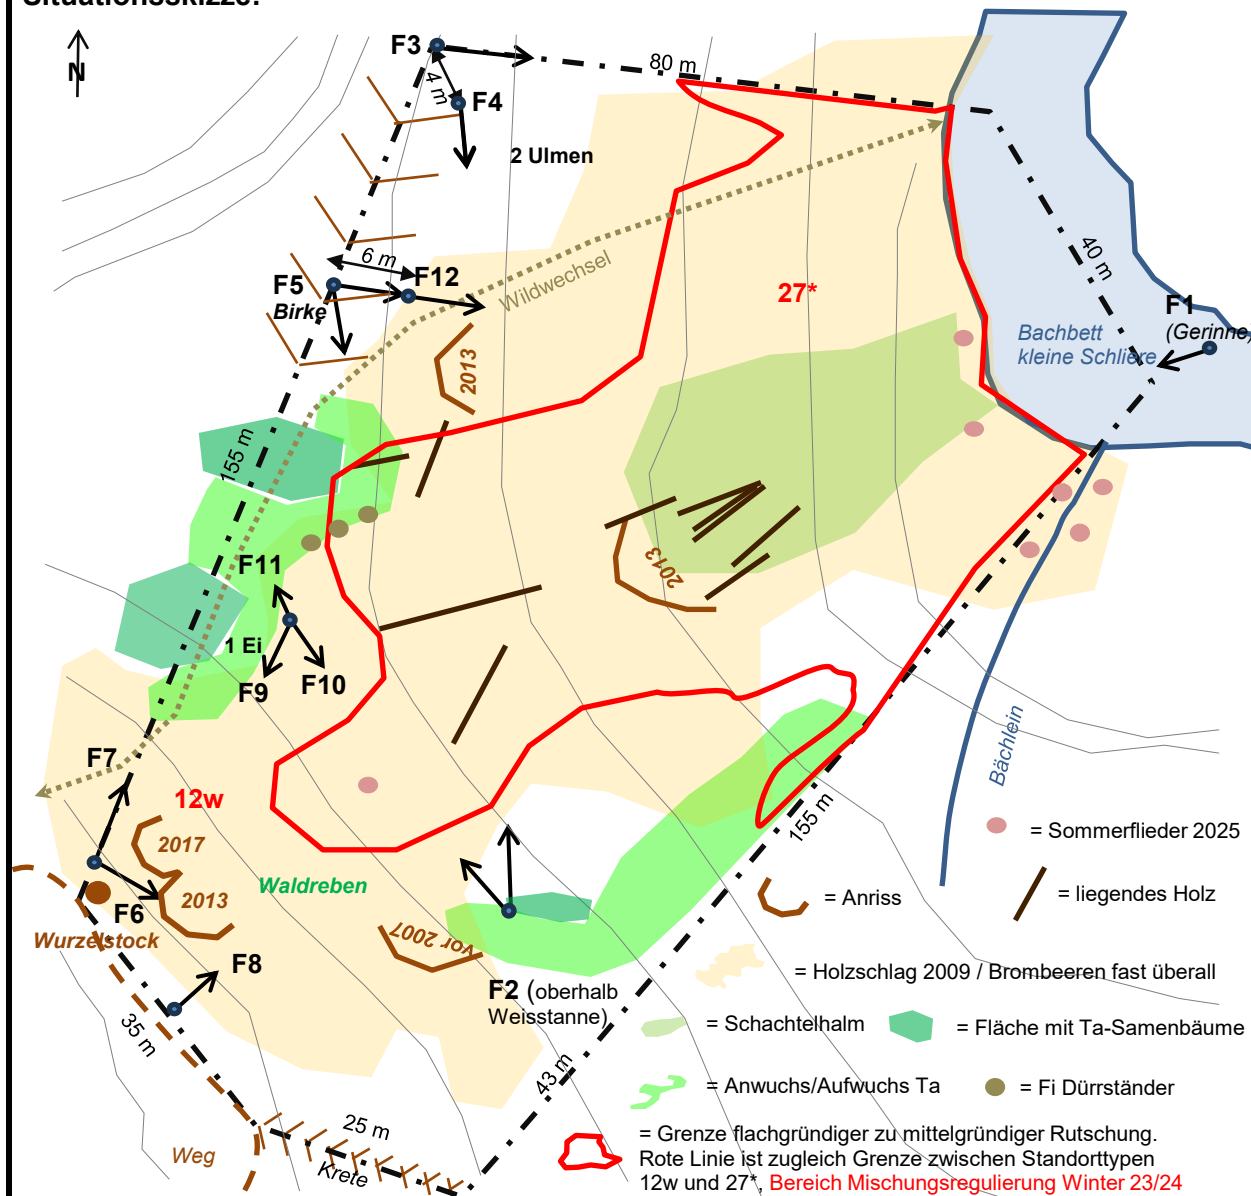 Situationsskizze:
N
F3
80 m
4 m
F4
2 Ulmen
40 m
6 m
F12
F5
Birke
Wildwechsel
27*
F1
(Gerinne)
Bachbett
kleine Schliere
2013
155 m
2013
F11
1 Ei
F9
F10
F7
12w
2017
2013
Waldreben
F6
Wurzelstock
vor 2007
F8
F2 (oberhalb
Weisstanne)
35 m
43 m
155 m
Bächlein
25 m
Krete
Weg
= Sommerflieder 2025
= Anriss
= liegendes Holz
= Holzschlag 2009 / Brombeeren fast überall
= Schachtelhalm
= Fläche mit Ta-Samenbäume
= Anwuchs/Aufwuchs Ta
= Fi Dürrständer
= Grenze flachgründiger zu mittelgründiger Rutschung.
Rote Linie ist zugleich Grenze zwischen Standorttypen
12w und 27*, Bereich Mischungsregulierung Winter 23/24